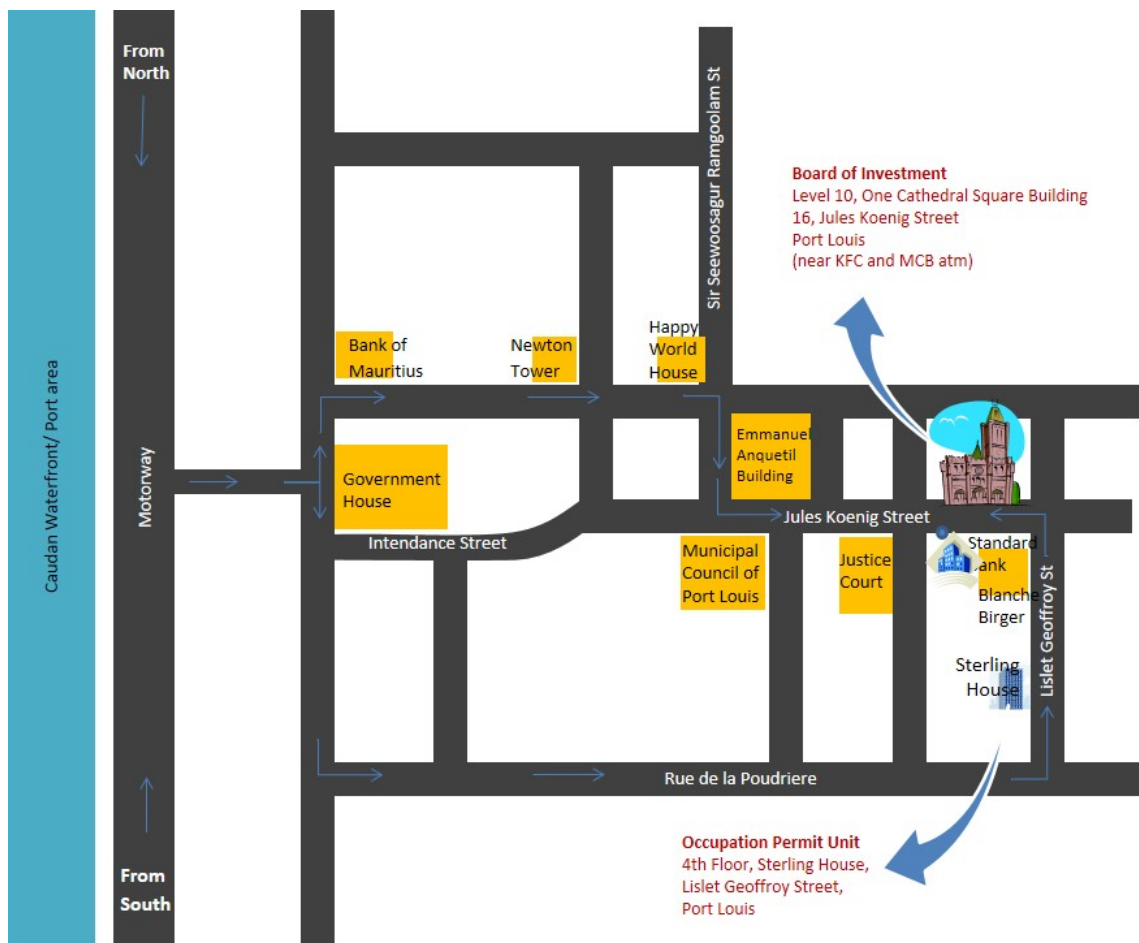 From
North
Sir Seewoosagur Ramgoolam St
Board of Investment
Level 10, One Cathedral Square Building
16, Jules Koenig Street
Port Louis
(near KFC and MCB atm)
Caudan Waterfront/ Port area
Motorway
Bank of
Mauritius
Newton
Tower
Happy
World
House
Government
House
Emmanuel
Anquetil
Building
Intendance Street
Jules Koenig Street
Municipal
Council of
Port Louis
Justice
Court
Standard
ank
Blanche
Birger
Lislet Geoffroy St
Sterling
House
Rue de la Poudriere
From
South
Occupation Permit Unit
4th Floor, Sterling House,
Lislet Geoffroy Street,
Port Louis